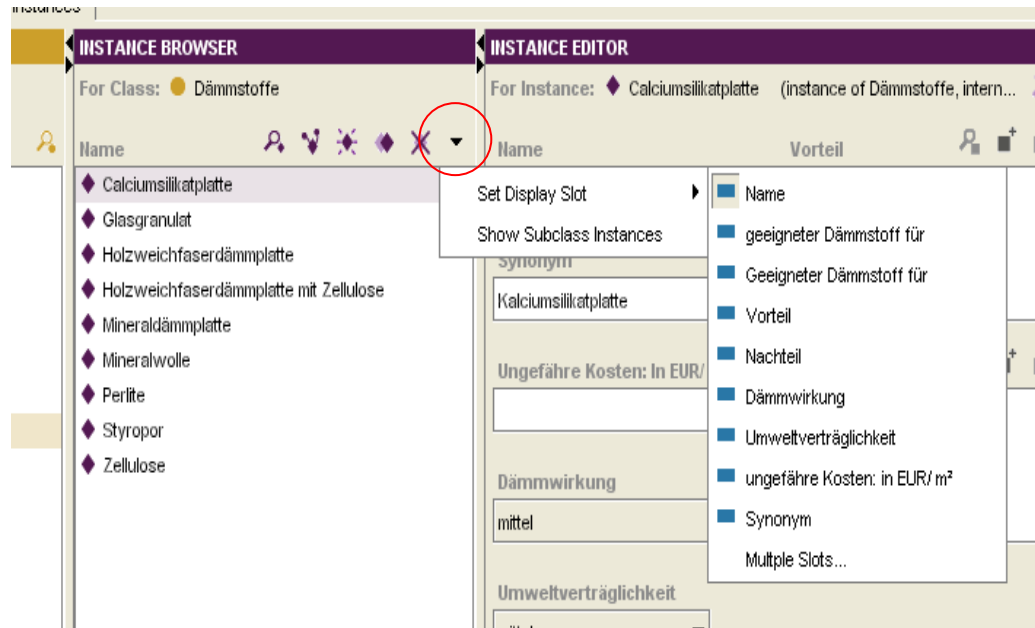 Instances
INSTANCE BROWSER
For Class: Dämmstoffe
Name
Calciumsilikatplatte
Glasgranulat
Holzweichfaserdämmplatte
Holzweichfaserdämmplatte mit Zellulose
Mineraldämmplatte
Mineralwolle
Perlite
Styropor
Zellulose
INSTANCE EDITOR
For Instance: Calciumsilikatplatte (instance of Dämmstoffe, intern...
Name Vorteil
Set Display Slot
Show Subclass Instances
Name
geeigneter Dämmstoff für
Geeigneter Dämmstoff für
Vorteil
Nachteil
Dämmwirkung
Umweltverträglichkeit
ungefähre Kosten: in EUR/ m²
Synonym
Multple Slots...
Synonym
Kalciumsilikatplatte
Ungefähre Kosten: In EUR/
Dämmwirkung
mittel
Umweltverträglichkeit